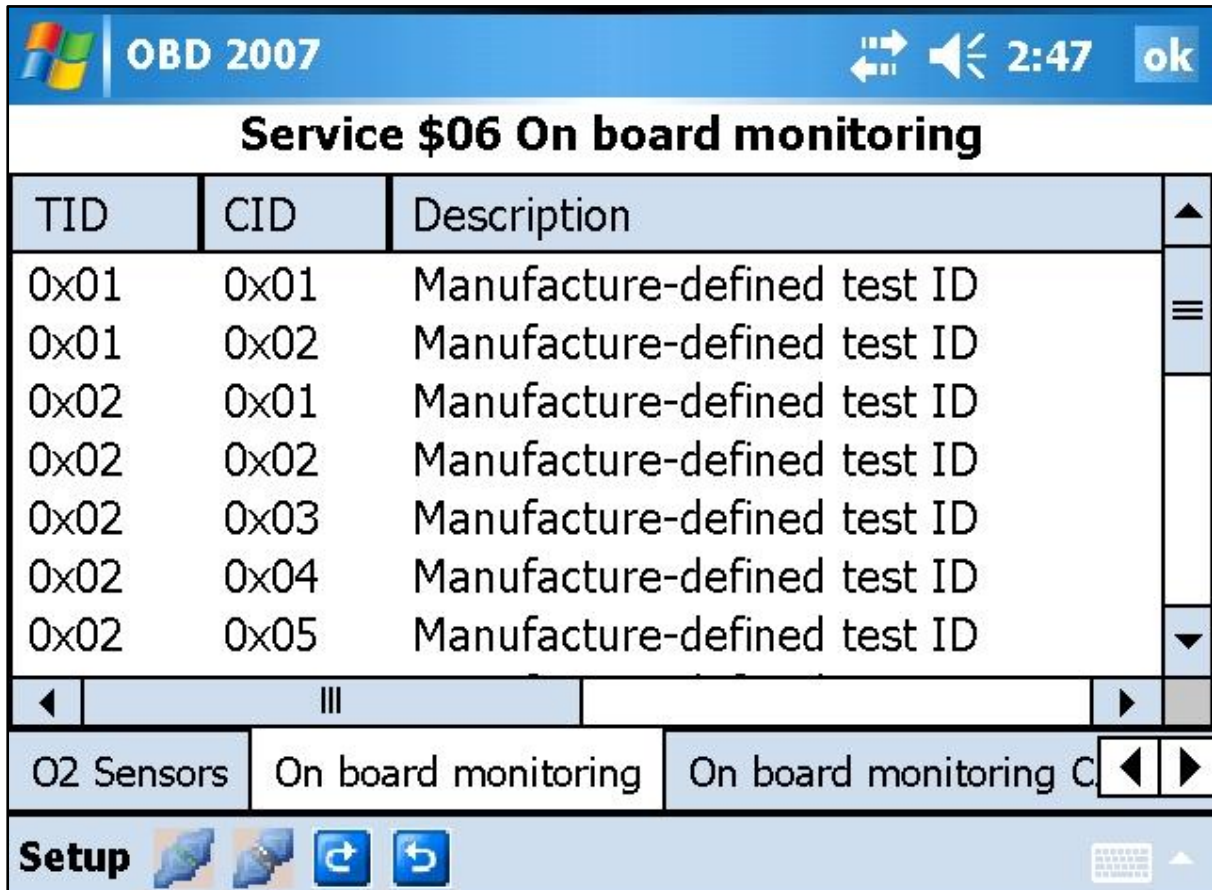 OBD 2007 2:47 ok
Service $06 On board monitoring
TID CID Description
0x01 0x01 Manufacture-defined test ID
0x01 0x02 Manufacture-defined test ID
0x02 0x01 Manufacture-defined test ID
0x02 0x02 Manufacture-defined test ID
0x02 0x03 Manufacture-defined test ID
0x02 0x04 Manufacture-defined test ID
0x02 0x05 Manufacture-defined test ID
O2 Sensors On board monitoring On board monitoring C
Setup